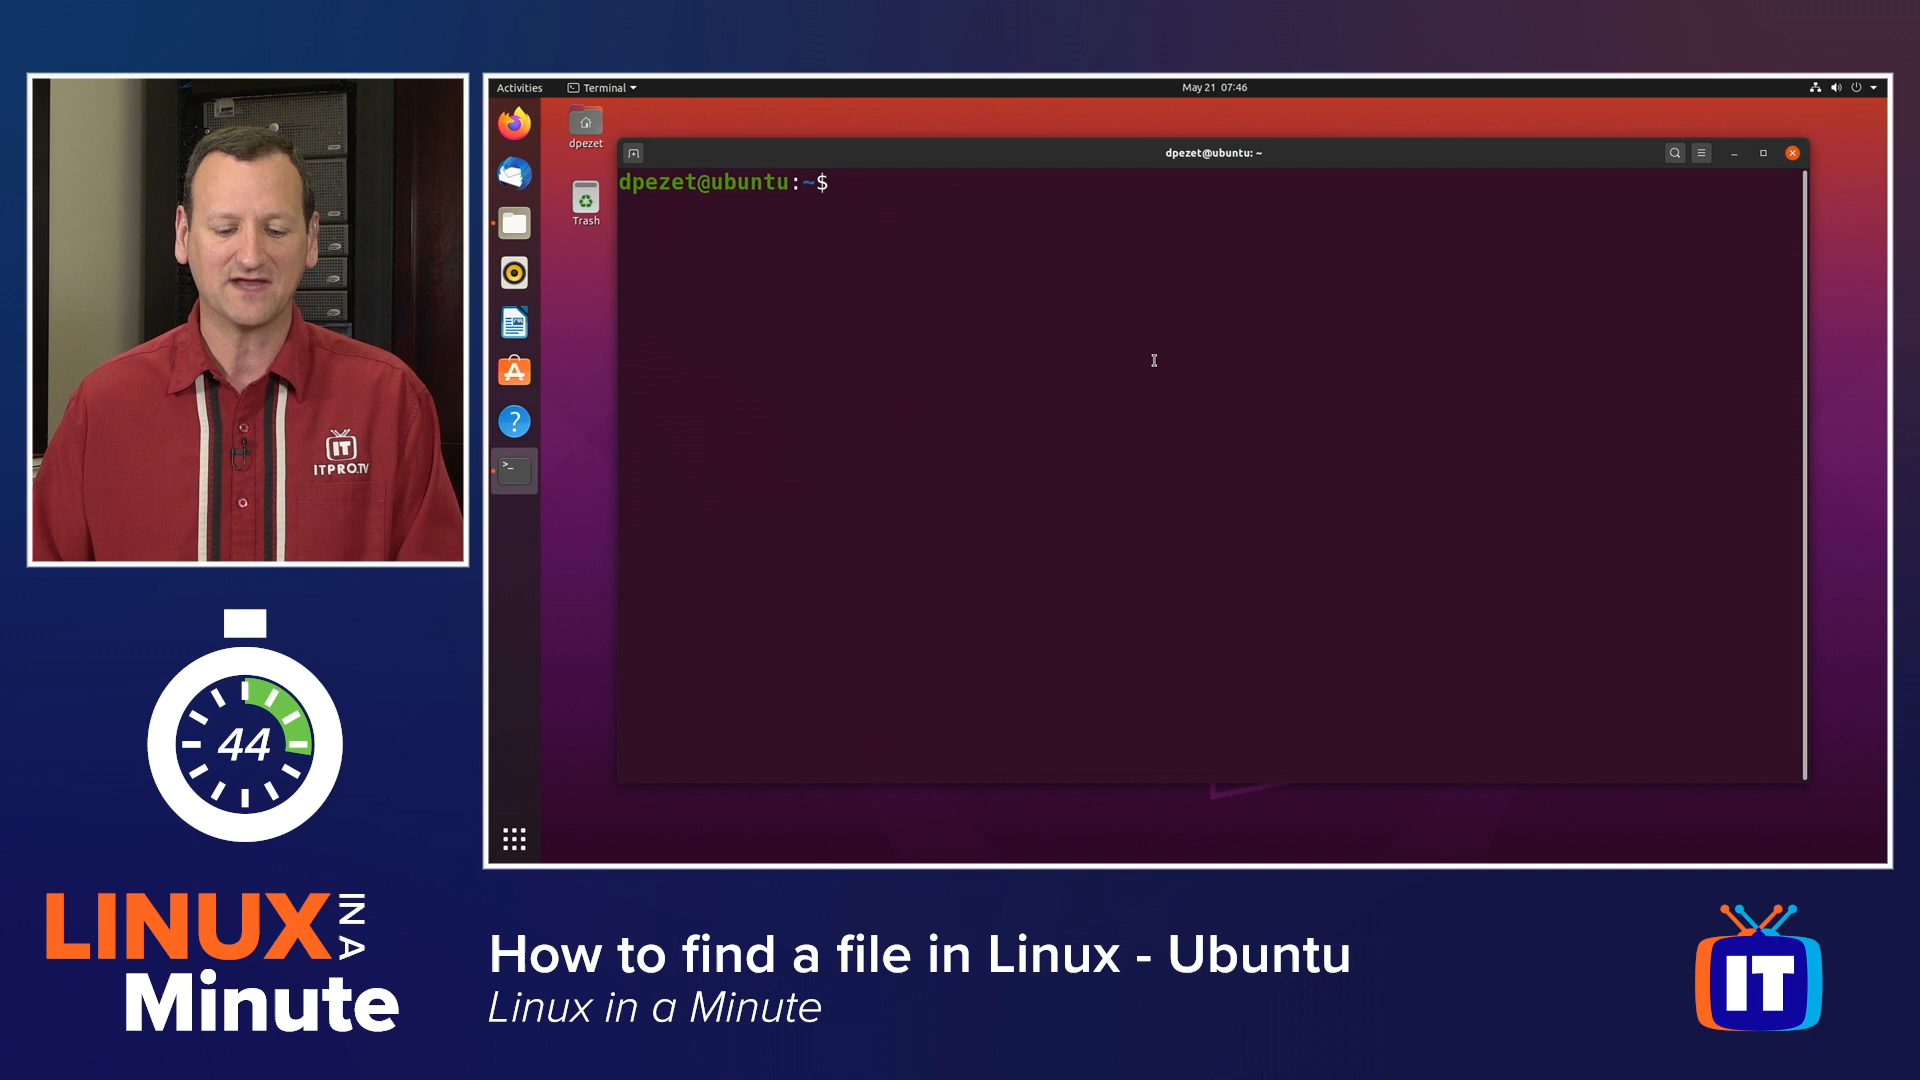 Activities
Terminal
May 21 07:46
dpezet
Trash
dpezet@ubuntu: ~
dpezet@ubuntu:~$
?
>_
IT
ITPRO.TV
44
LINUX
IN A
Minute
How to find a file in Linux - Ubuntu
Linux in a Minute
IT